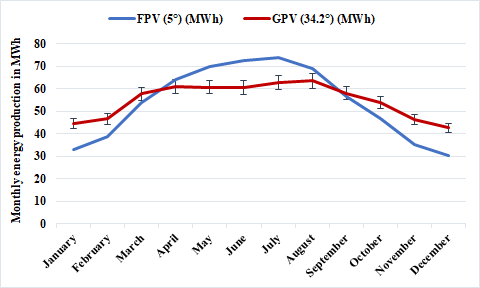 FPV (5°) (MWh)
GPV (34.2°) (MWh)
Monthly energy production in MWh
80
70
60
50
40
30
20
10
0
January
February
March
April
May
June
July
August
September
October
November
December